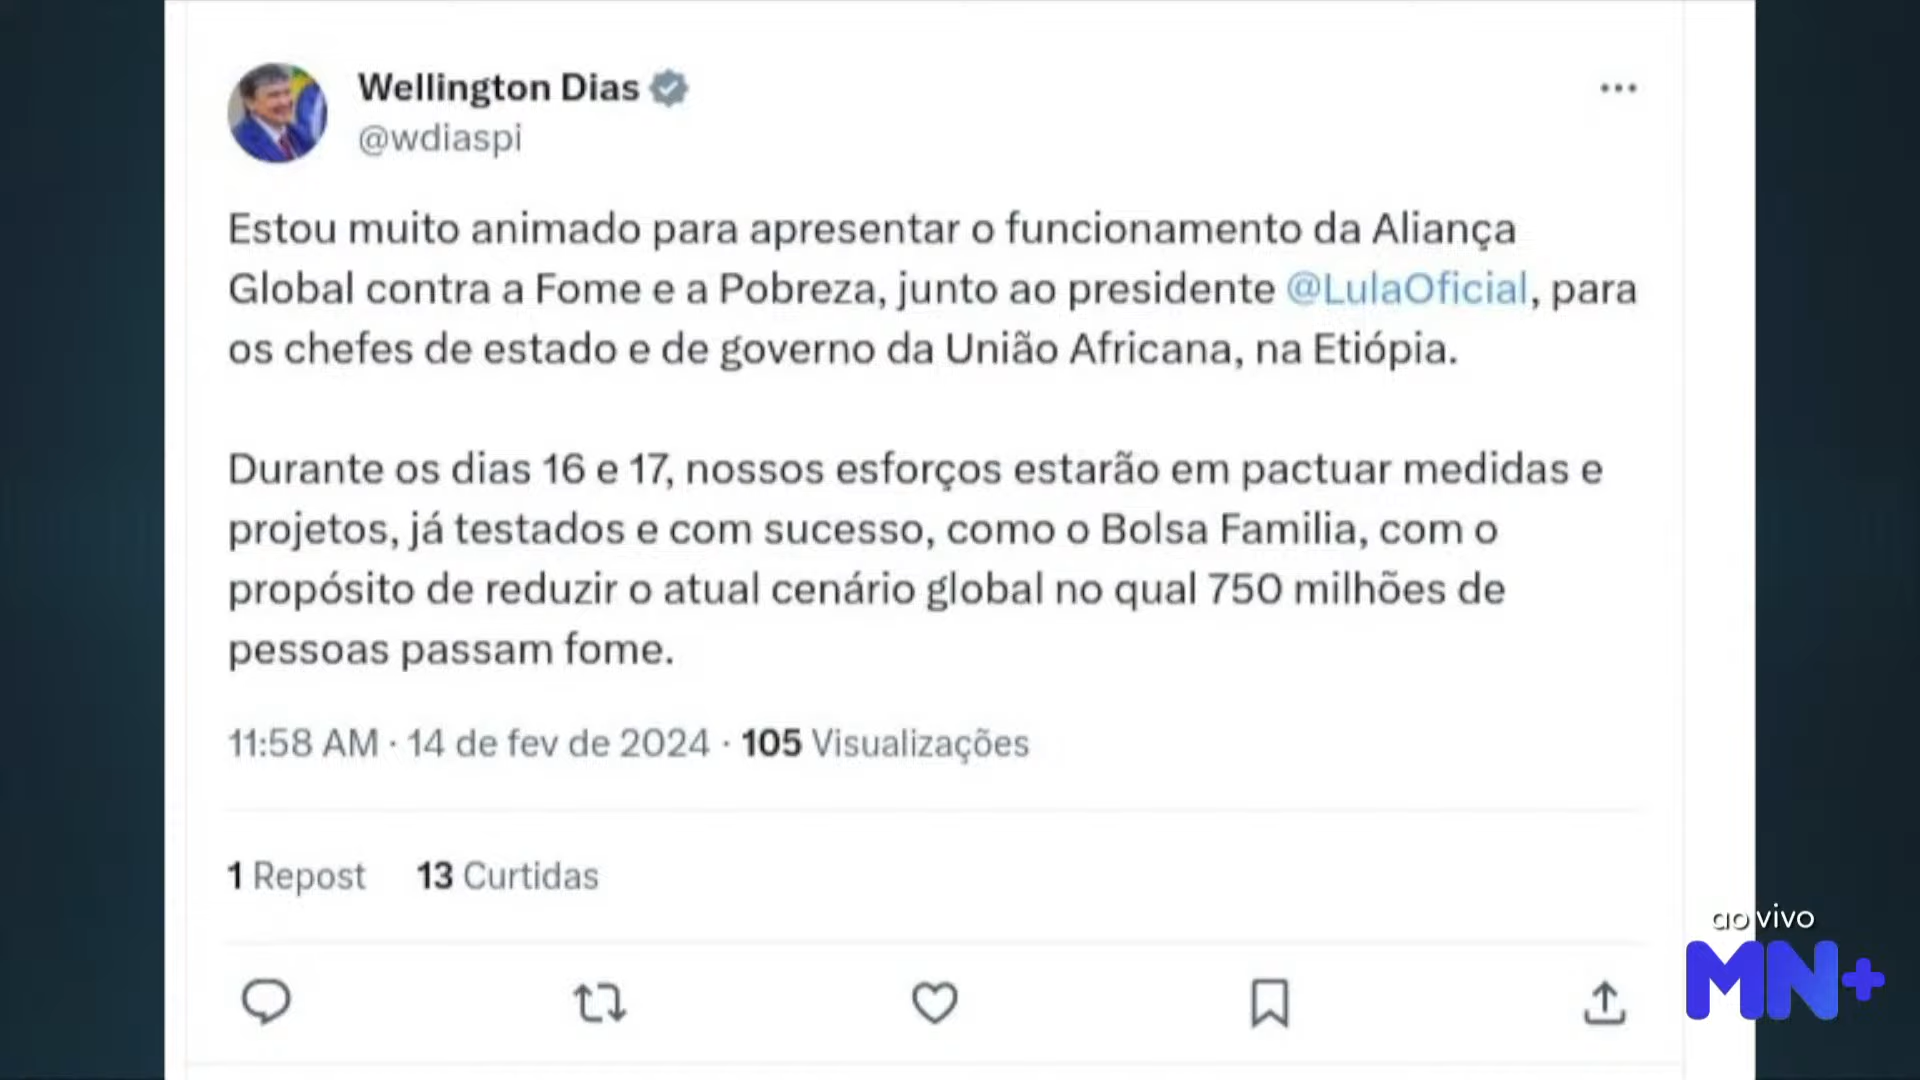 Wellington Dias
@wdiaspi
Estou muito animado para apresentar o funcionamento da Aliança
Global contra a Fome e a Pobreza, junto ao presidente @LulaOficial, para
os chefes de estado e de governo da União Africana, na Etiópia.
Durante os dias 16 e 17, nossos esforços estarão em pactuar medidas e
projetos, já testados e com sucesso, como o Bolsa Familia, com o
propósito de reduzir o atual cenário global no qual 750 milhões de
pessoas passam fome.
11:58 AM · 14 de fev de 2024 · 105 Visualizações
1 Repost 13 Curtidas
ao vivo
MN+